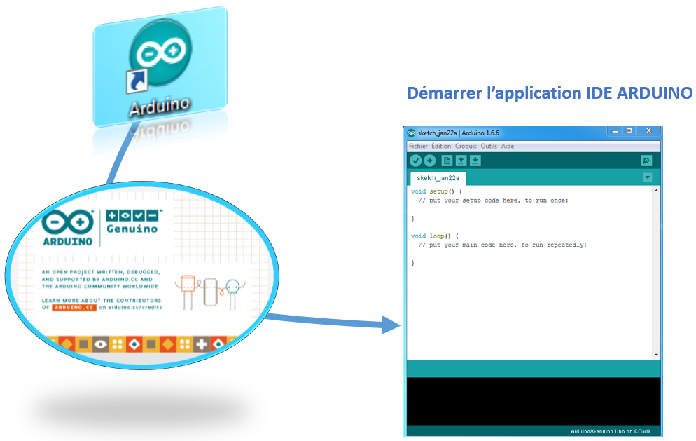 Arduino
Démarrer l'application IDE ARDUINO
ARDUINO
Genuino
AN OPEN PROJECT WRITTEN, DEBUGGED,
AND SUPPORTED BY ARDUINO.CC AND
THE ARDUINO COMMUNITY WORLDWIDE
LEARN MORE ABOUT THE CONTRIBUTORS
OF ARDUINO.CC on arduino.cc/credits
sketch_jan22a | Arduino 1.6.5
Fichier Édition Croquis Outils Aide
sketch_jan22a
void setup() {
// put your setup code here, to run once:
}
void loop() {
// put your main code here, to run repeatedly:
}